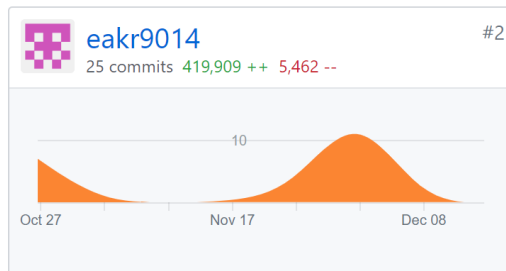 eakr9014
#2
25 commits 419,909 ++ 5,462 --
10
Oct 27 Nov 17 Dec 08